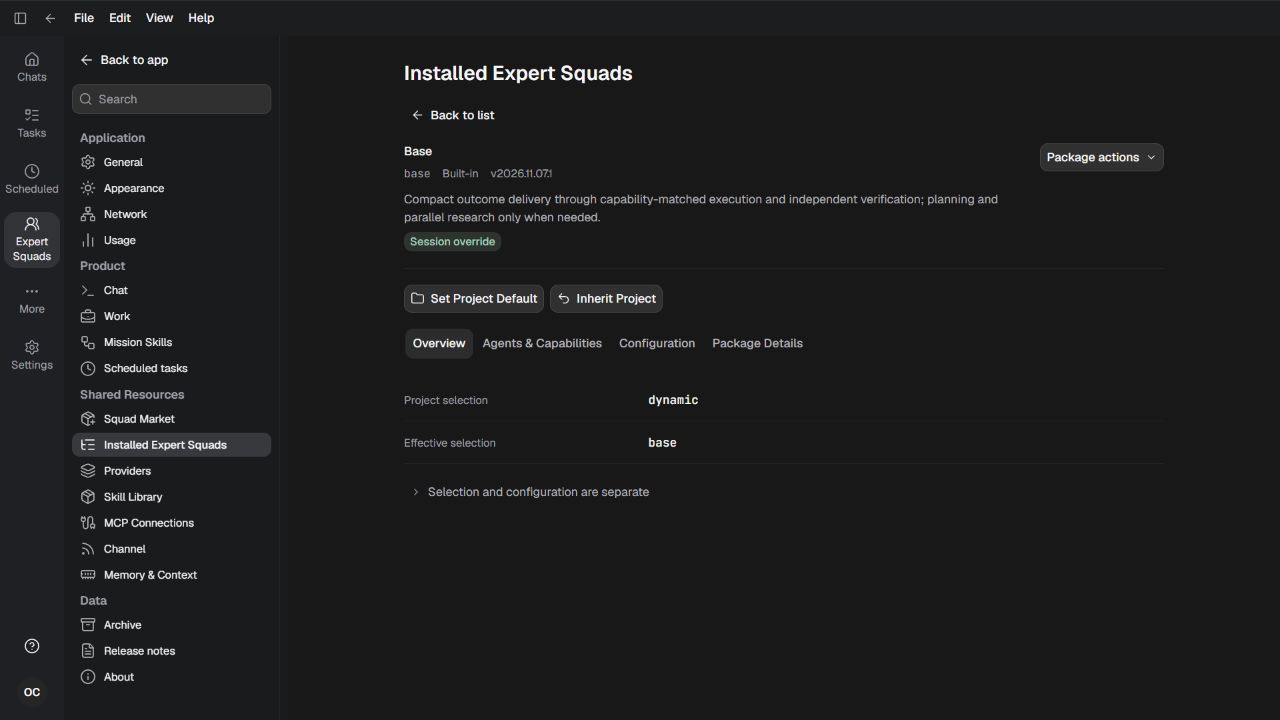 File Edit View Help
Chats
Tasks
Scheduled
Expert
Squads
More
Settings
OC
Back to app
Search
Application
General
Appearance
Network
Usage
Product
Chat
Work
Mission Skills
Scheduled tasks
Shared Resources
Squad Market
Installed Expert Squads
Providers
Skill Library
MCP Connections
Channel
Memory & Context
Data
Archive
Release notes
About
Installed Expert Squads
Back to list
Base
base Built-in v2026.11.07.1
Package actions
Compact outcome delivery through capability-matched execution and independent verification; planning and
parallel research only when needed.
Session override
Set Project Default Inherit Project
Overview Agents & Capabilities Configuration Package Details
Project selection dynamic
Effective selection base
Selection and configuration are separate